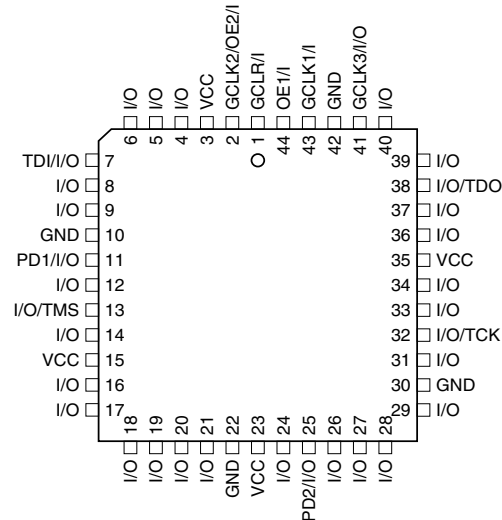 I/O
I/O
I/O
VCC
GCLK2/OE2/I
GCLR/I
OE1/I
GCLK1/I
GND
GCLK3/I/O
I/O
6
5
4
3
2
1
44
43
42
41
40
TDI/I/O 7
I/O 8
I/O 9
GND 10
PD1/I/O 11
I/O 12
I/O/TMS 13
I/O 14
VCC 15
I/O 16
I/O 17
39 I/O
38 I/O/TDO
37 I/O
36 I/O
35 VCC
34 I/O
33 I/O
32 I/O/TCK
31 I/O
30 GND
29 I/O
18
19
20
21
22
23
24
25
26
27
28
I/O
I/O
I/O
I/O
GND
VCC
I/O
PD2/I/O
I/O
I/O
I/O